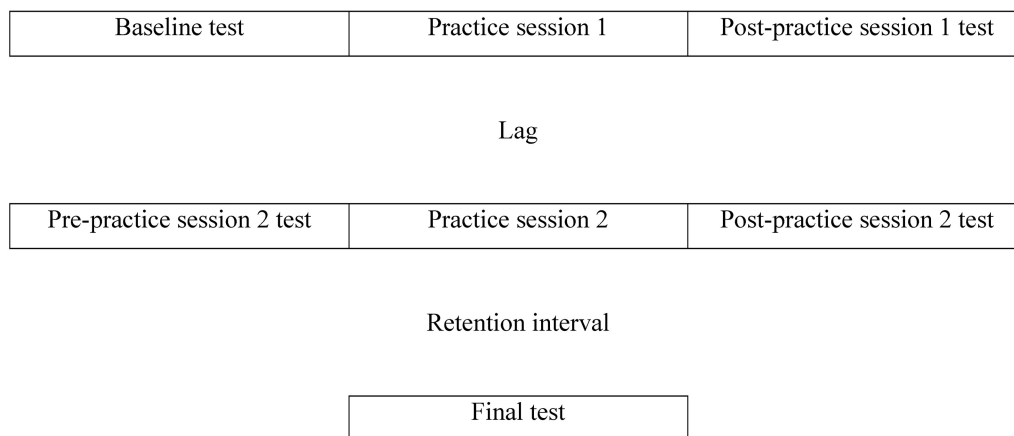 Baseline test Practice session 1 Post-practice session 1 test
Lag
Pre-practice session 2 test Practice session 2 Post-practice session 2 test
Retention interval
Final test